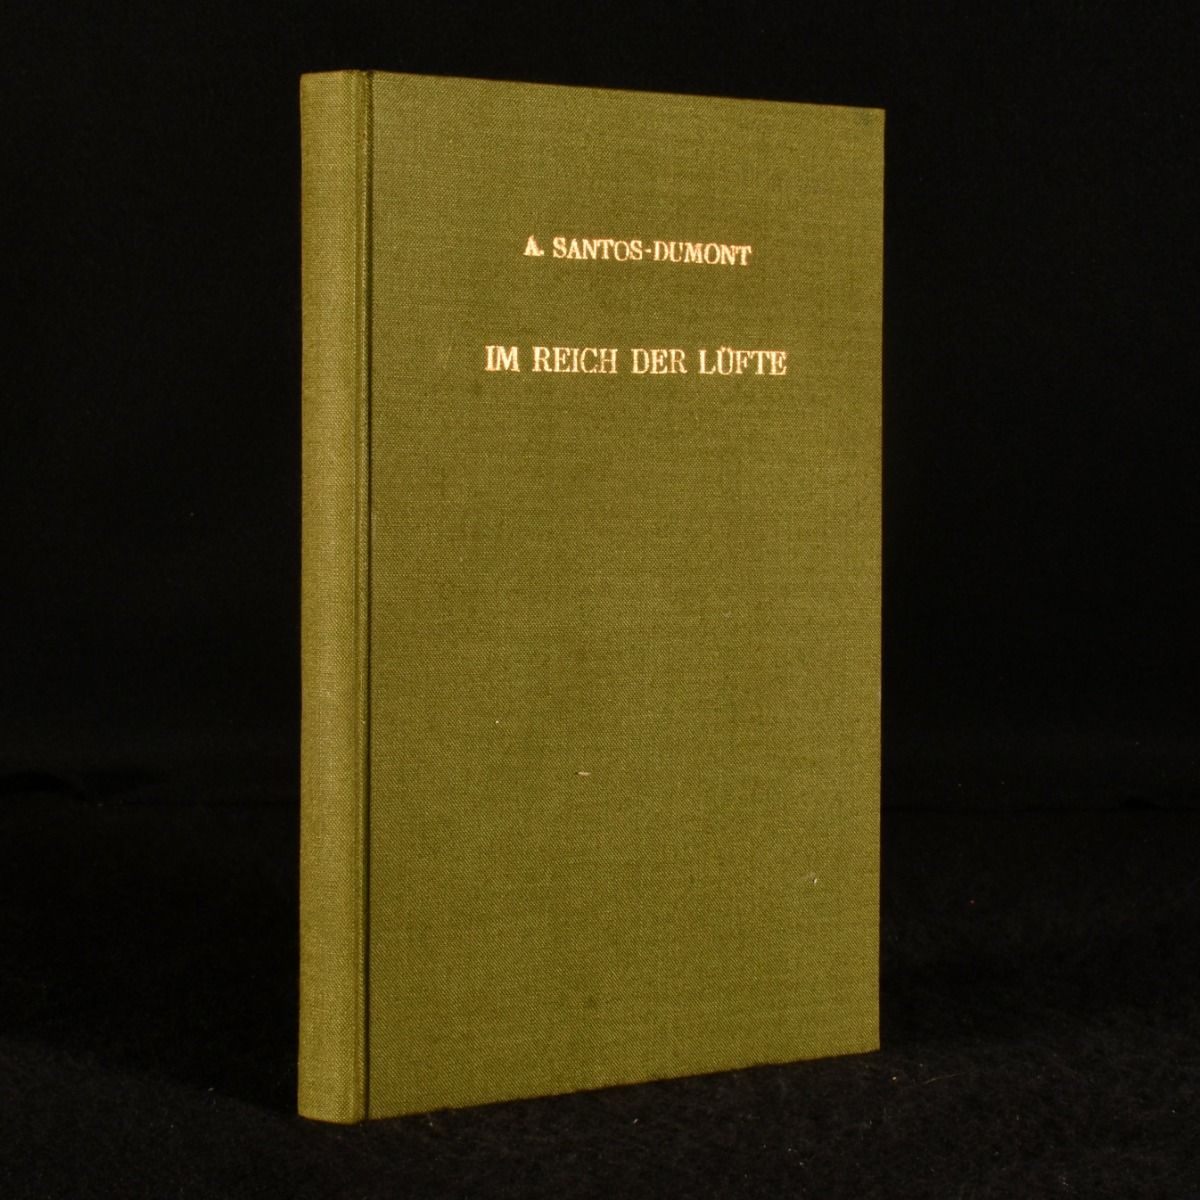 A. SANTOS-DUMONT
IM REICH DER LÜFTE